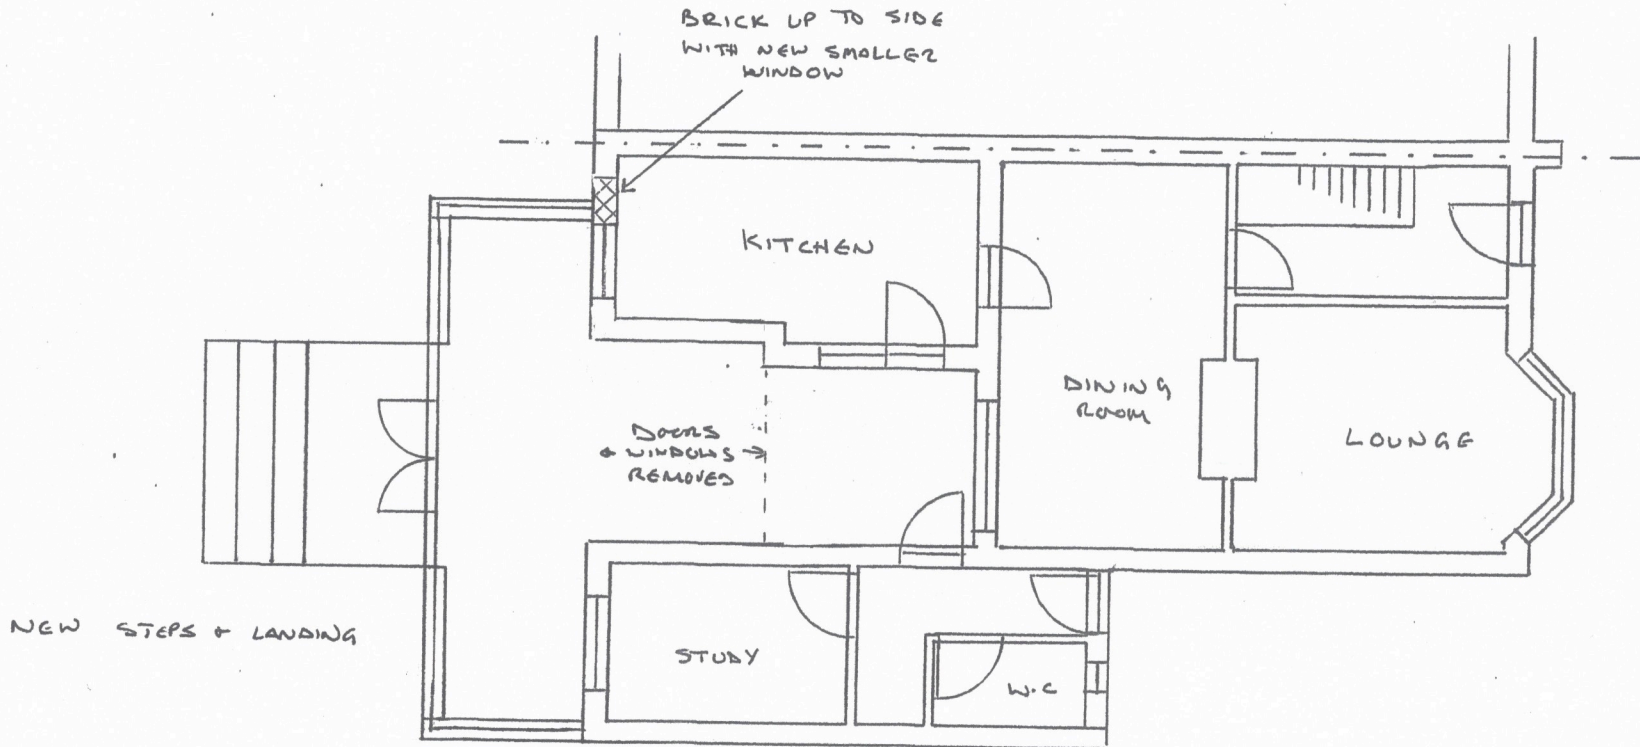 BRICK UP TO SIDE
WITH NEW SMALLER
WINDOW
KITCHEN
DINING
ROOM
LOUNGE
DOORS
& WINDOWS
REMOVED
NEW STEPS & LANDING
STUDY
W.C